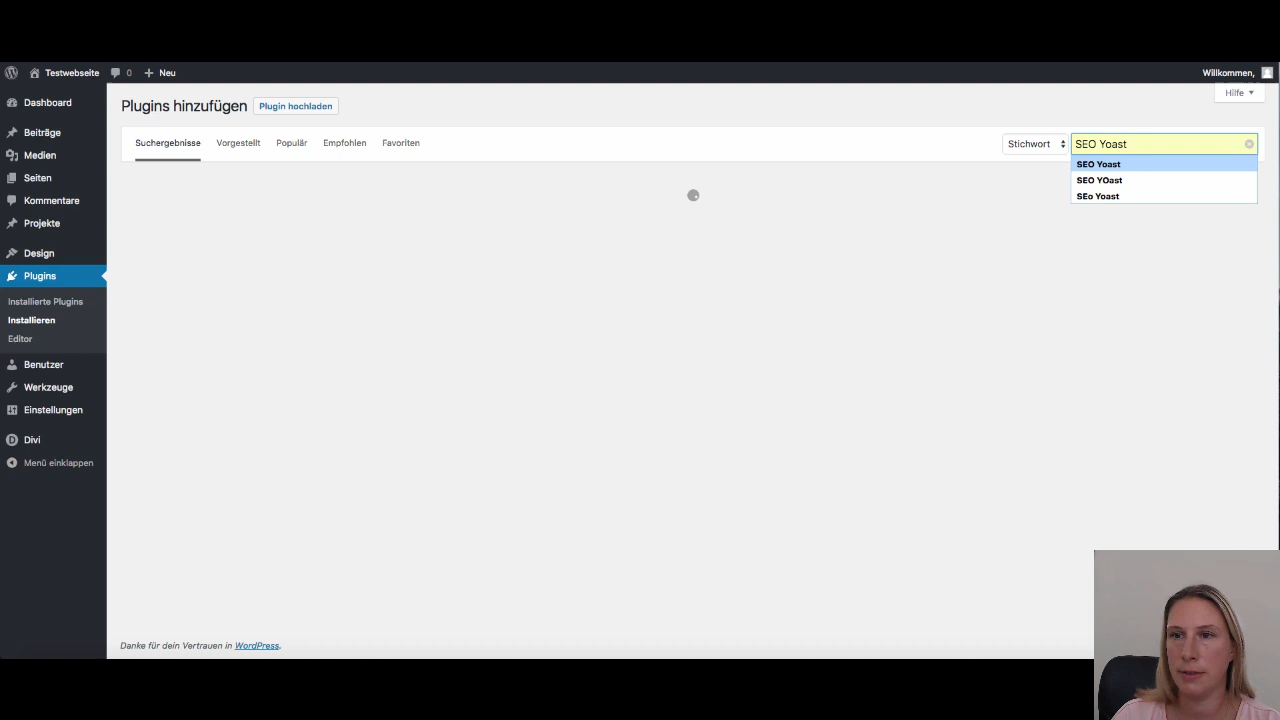 Testwebseite 0 Neu Willkommen,
Hilfe
Plugins hinzufügen Plugin hochladen
Suchergebnisse Vorgestellt Populär Empfohlen Favoriten Stichwort SEO Yoast
SEO Yoast
SEO YOast
SEo Yoast
Dashboard
Beiträge
Medien
Seiten
Kommentare
Projekte
Design
Plugins
Installierte Plugins
Installieren
Editor
Benutzer
Werkzeuge
Einstellungen
Divi
Menü einklappen
Danke für dein Vertrauen in WordPress.